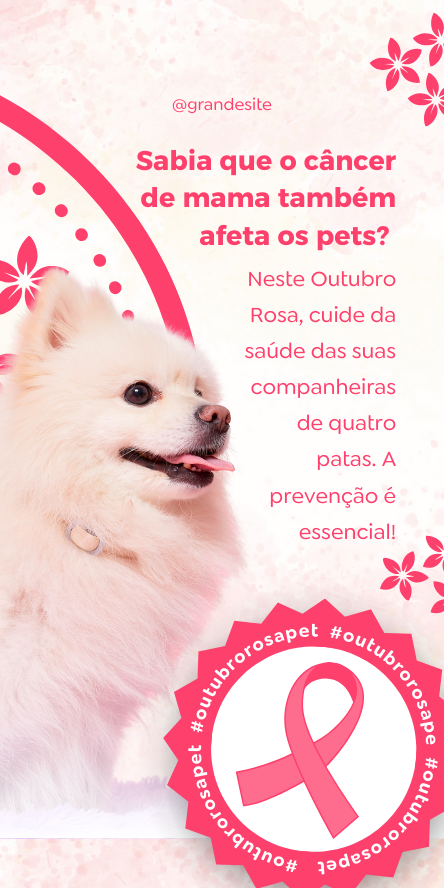 @grandesite
Sabia que o câncer
de mama também
afeta os pets?
Neste Outubro
Rosa, cuide da
saúde das suas
companheiras
de quatro
patas. A
prevenção é
essencial!
#outubrorosapet #outubrorosape #outubrorosapet #outubrorosapet